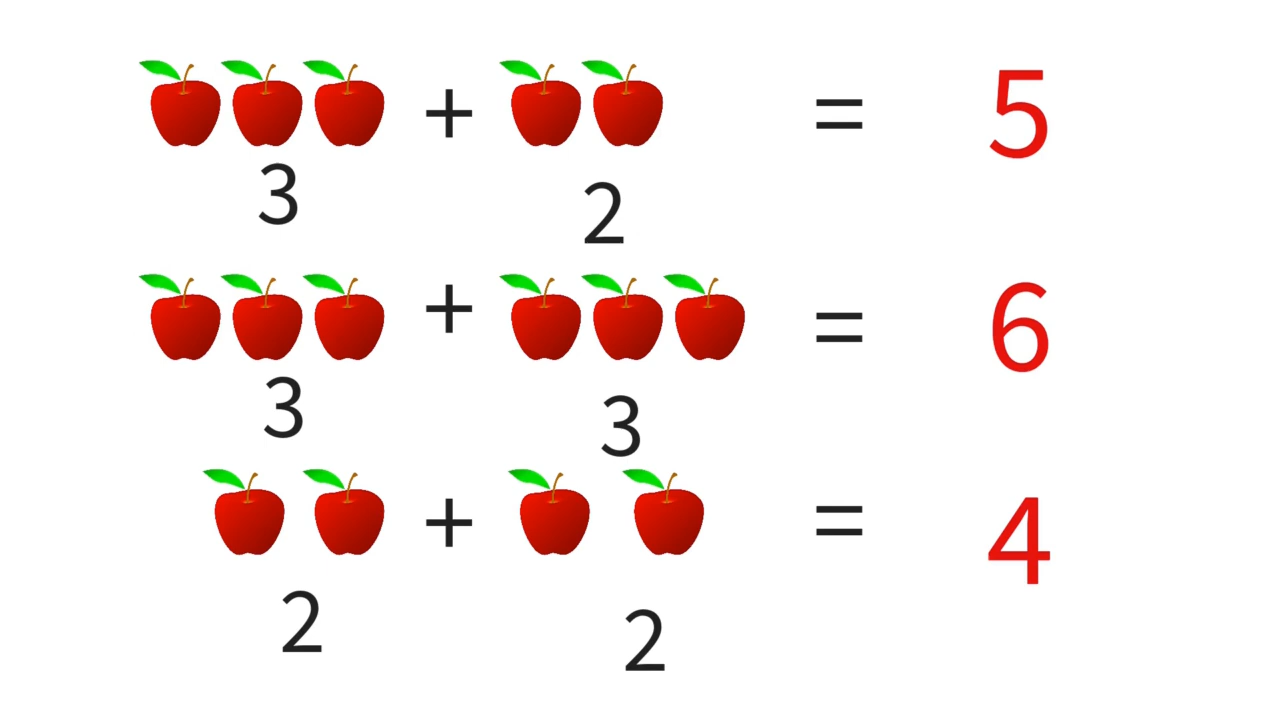 + = 5
3 2
+ = 6
3 3
+ = 4
2 2